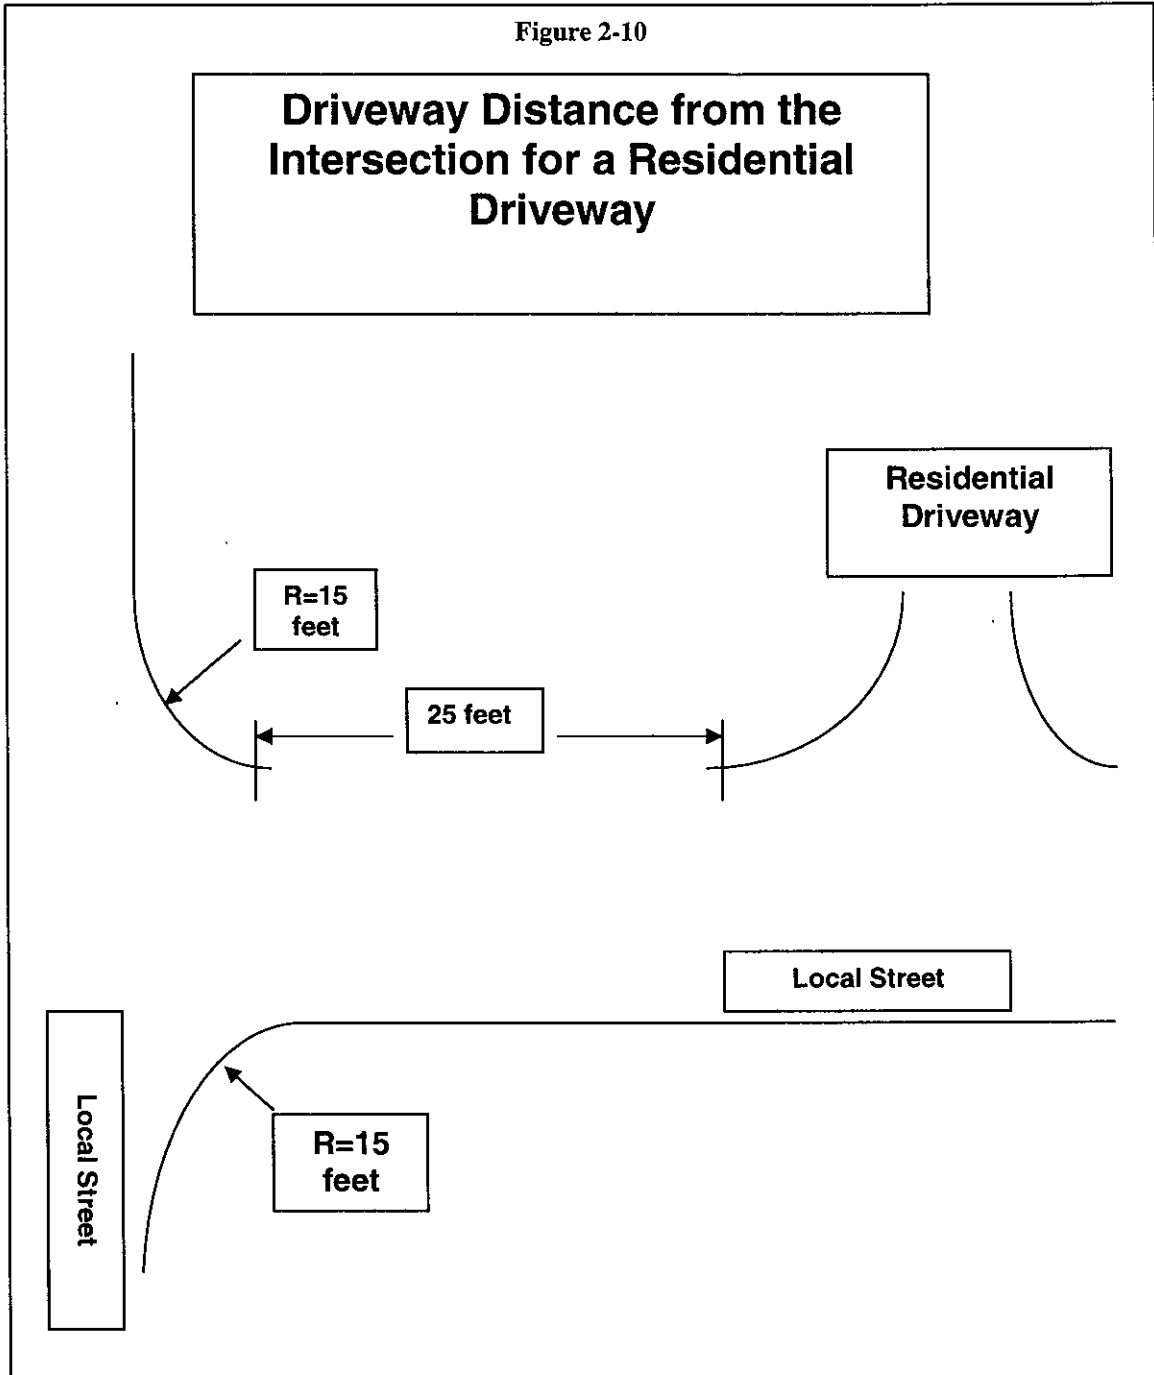 Figure 2-10
Driveway Distance from the
Intersection for a Residential
Driveway
Residential
Driveway
R=15
feet
25 feet
Local Street
Local Street
R=15
feet